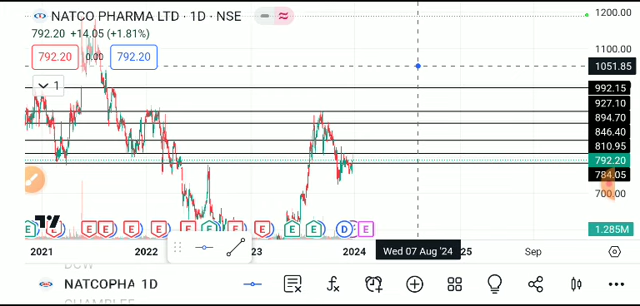 NATCO PHARMA LTD · 1D · NSE
792.20 +14.05 (+1.81%)
792.20 0.00 792.20
1
1200.00
1100.00
1051.85
992.15
927.10
894.70
846.40
810.95
792.20
784.05
700.00
1.285M
E E E E E E E E E E D E
2021 2022 23 2024 Wed 07 Aug '24 25 Sep
DCW
NATCOPHA 1D